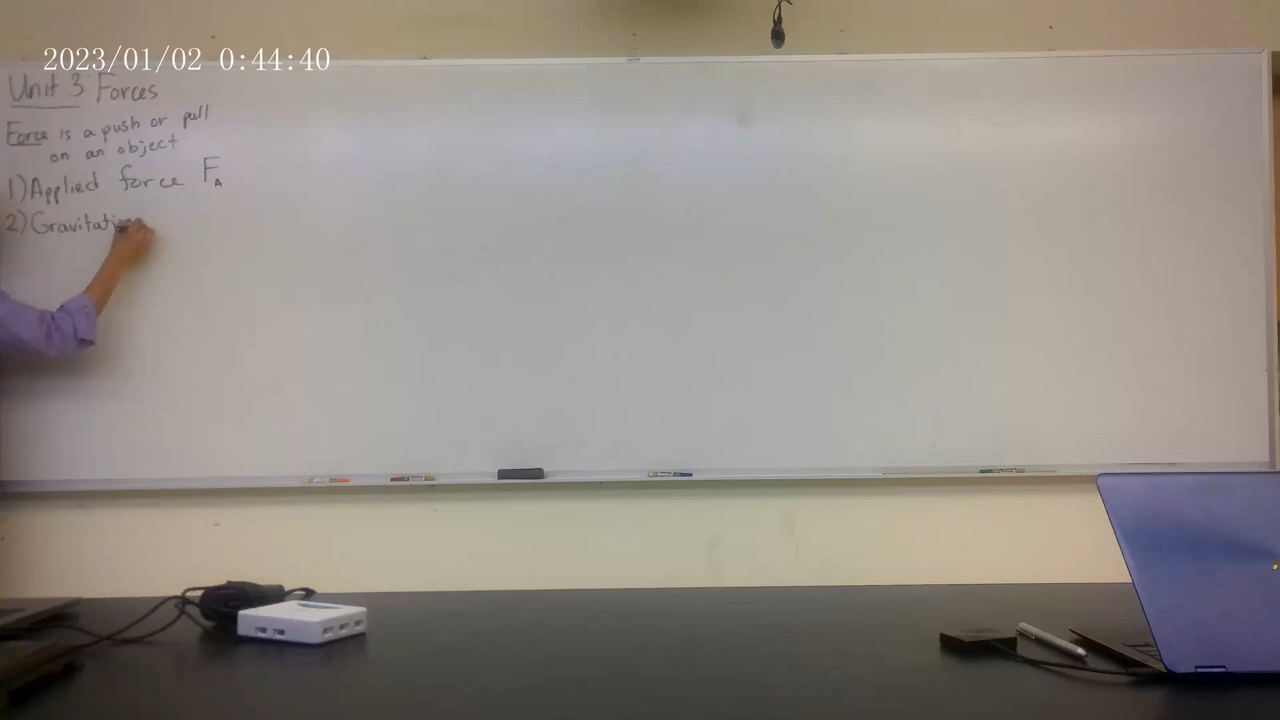 2023/01/02 0:44:40
Unit 3: Forces
Force is a push or pull
on an object
1) Applied force F_A
2) Gravitati